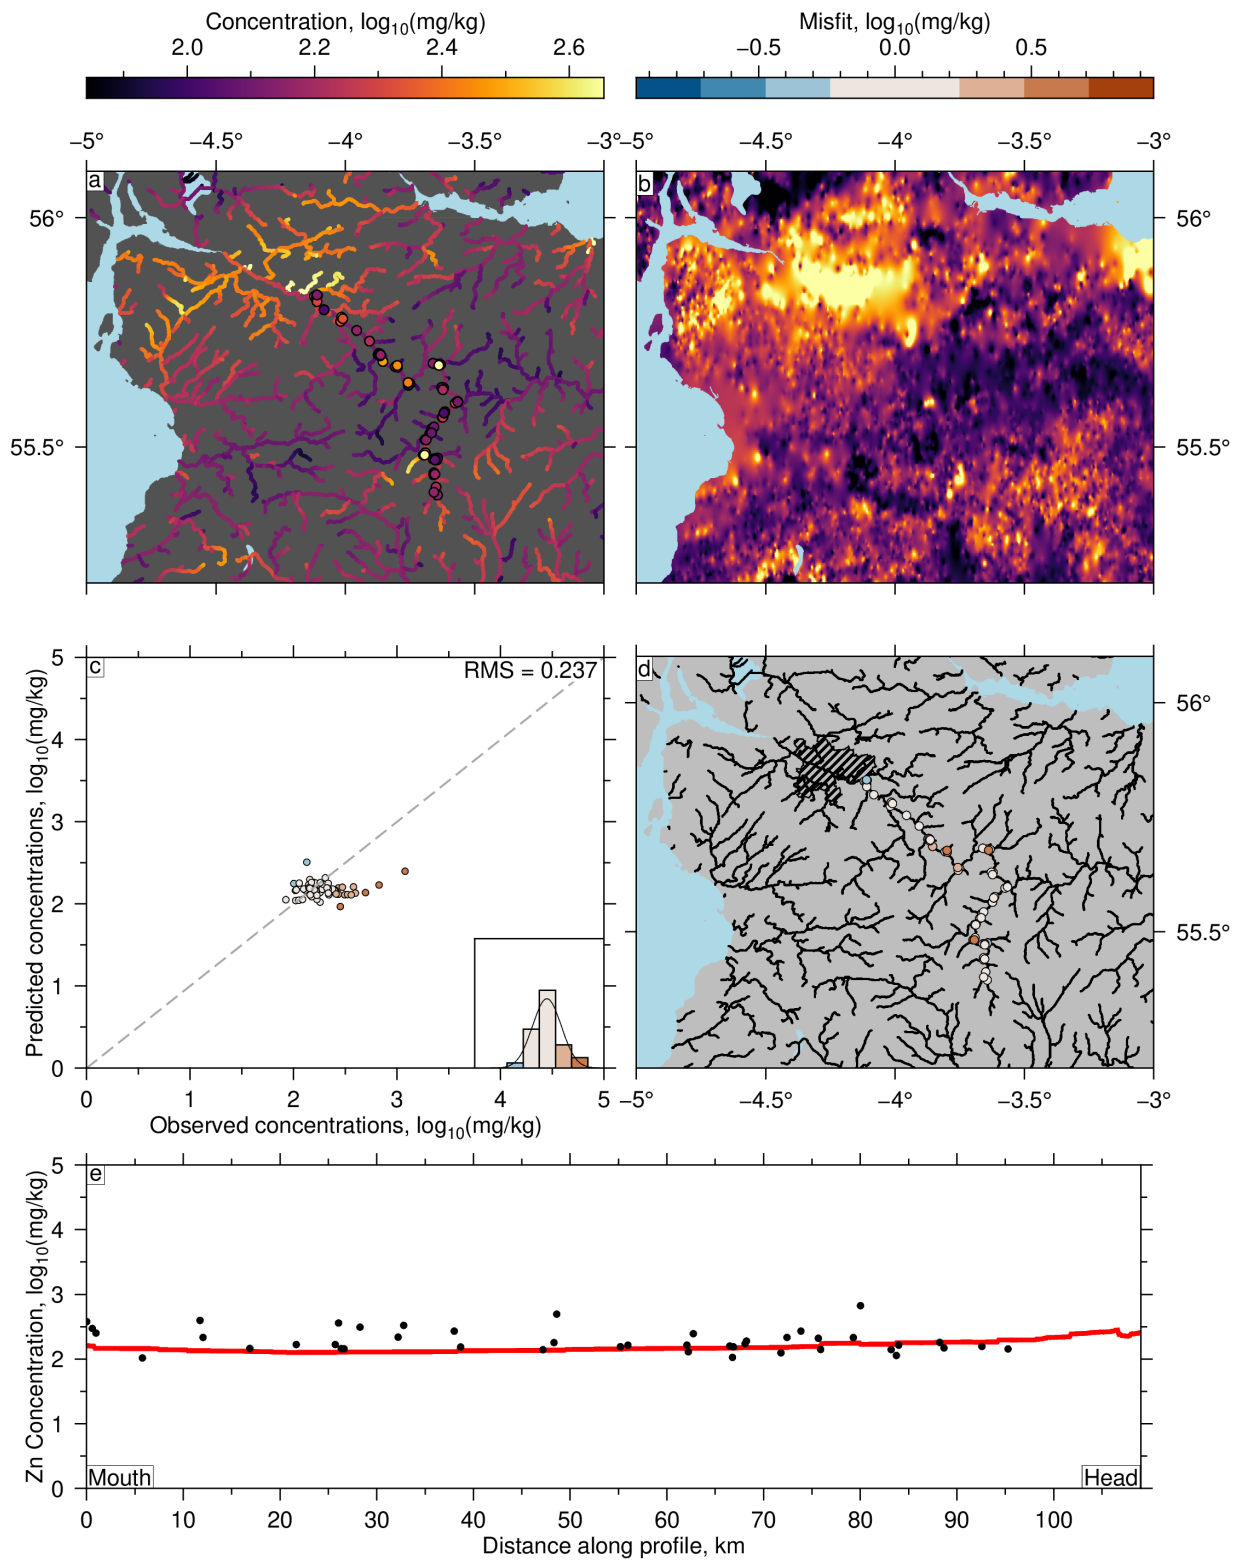 Concentration, log₁₀(mg/kg)
2.0 2.2 2.4 2.6
Misfit, log₁₀(mg/kg)
−0.5 0.0 0.5
−5° −4.5° −4° −3.5° −3°
−5° −4.5° −4° −3.5° −3°
a
b
56°
55.5°
56°
55.5°
c
RMS = 0.237
Predicted concentrations, log₁₀(mg/kg)
5
4
3
2
1
0
0 1 2 3 4 5
Observed concentrations, log₁₀(mg/kg)
d
56°
55.5°
−5° −4.5° −4° −3.5° −3°
e
Zn Concentration, log₁₀(mg/kg)
5
4
3
2
1
0
Mouth
Head
0 10 20 30 40 50 60 70 80 90 100
Distance along profile, km